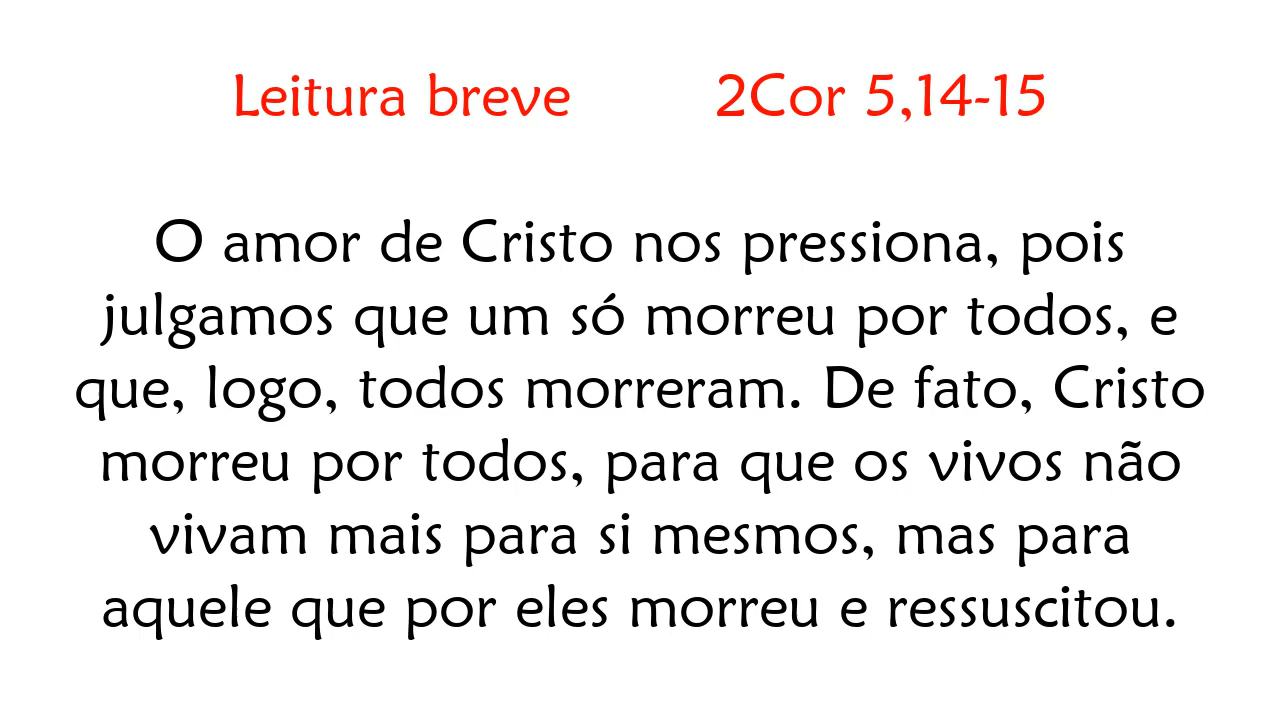 Leitura breve 2Cor 5,14-15
O amor de Cristo nos pressiona, pois
julgamos que um só morreu por todos, e
que, logo, todos morreram. De fato, Cristo
morreu por todos, para que os vivos não
vivam mais para si mesmos, mas para
aquele que por eles morreu e ressuscitou.